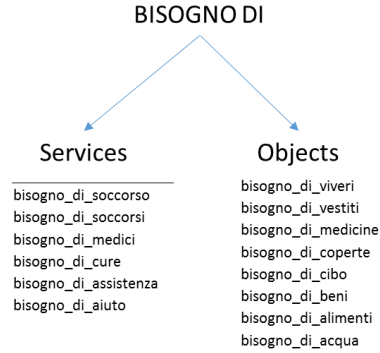 BISOGNO DI
Services
bisogno_di_soccorso
bisogno_di_soccorsi
bisogno_di_medici
bisogno_di_cure
bisogno_di_assistenza
bisogno_di_aiuto
Objects
bisogno_di_viveri
bisogno_di_vestiti
bisogno_di_medicine
bisogno_di_coperte
bisogno_di_cibo
bisogno_di_beni
bisogno_di_alimenti
bisogno_di_acqua